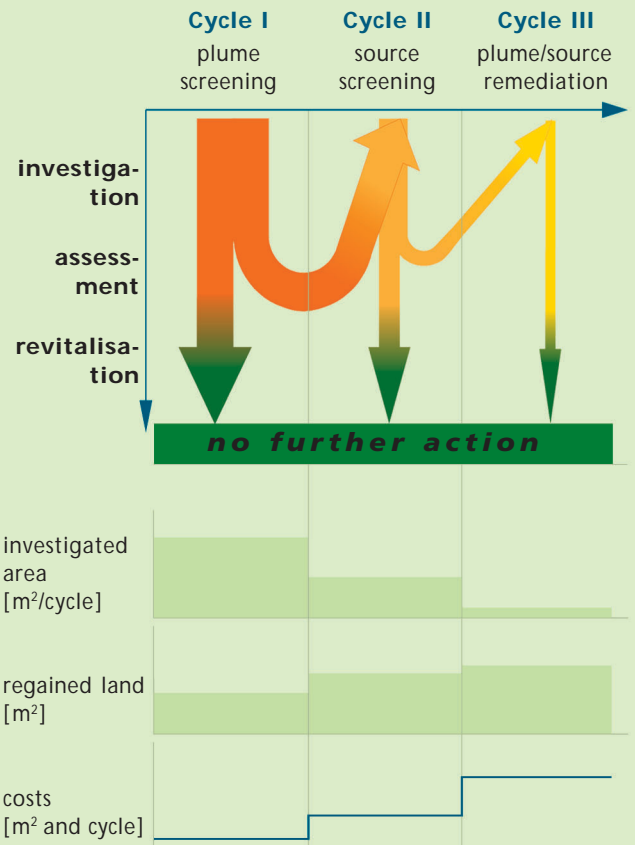 Cycle I
plume
screening
Cycle II
source
screening
Cycle III
plume/source
remediation
investiga-
tion
assess-
ment
revitalisa-
tion
no further action
investigated
area
[m²/cycle]
regained land
[m²]
costs
[m² and cycle]